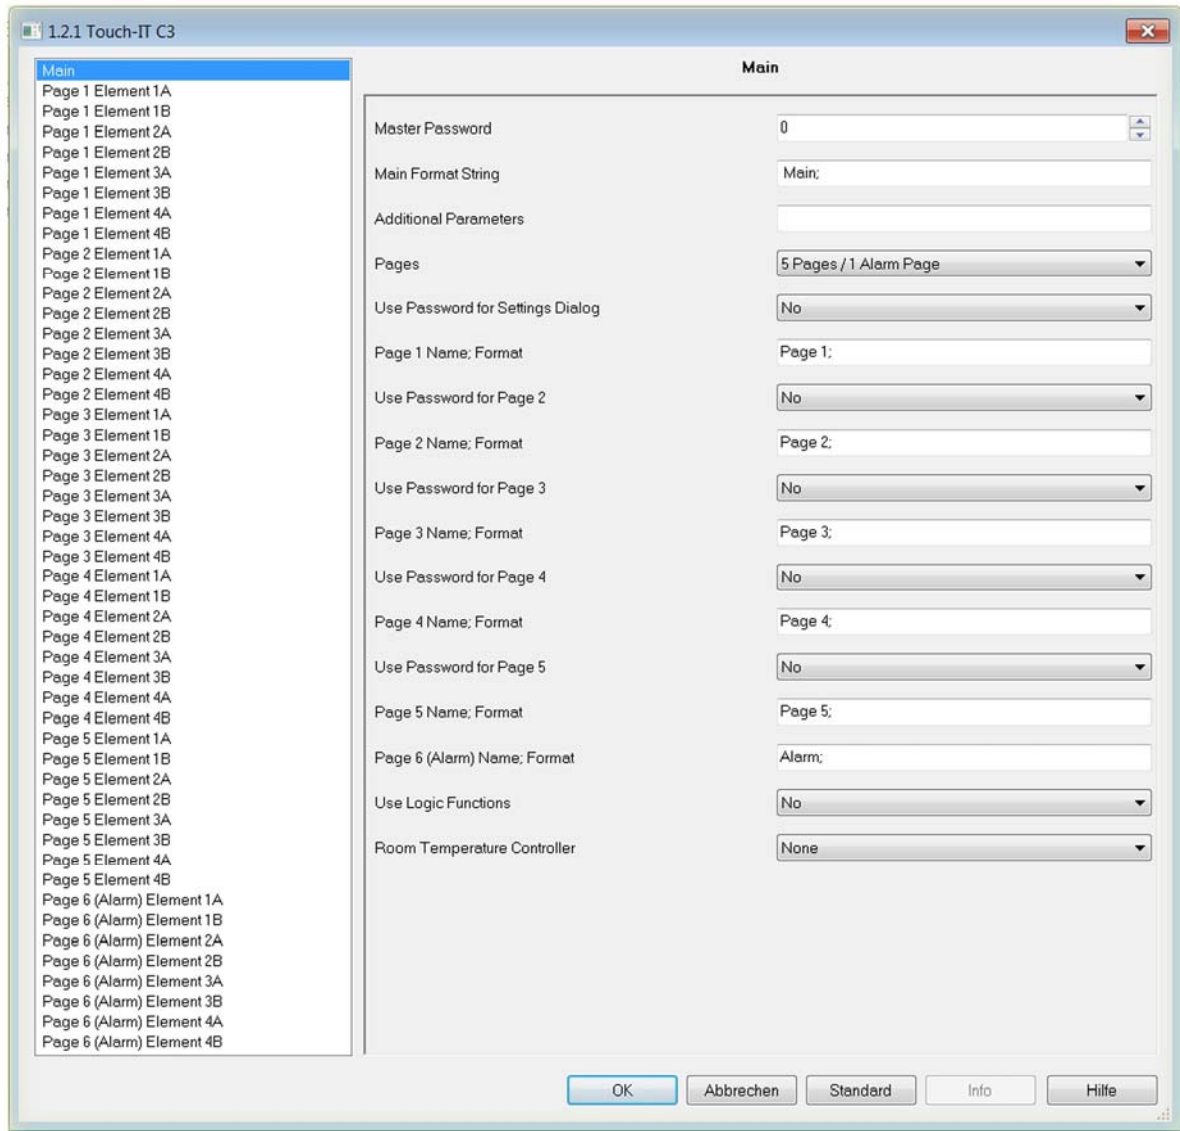 1.2.1 Touch-IT C3
Main
Page 1 Element 1A
Page 1 Element 1B
Page 1 Element 2A
Page 1 Element 2B
Page 1 Element 3A
Page 1 Element 3B
Page 1 Element 4A
Page 1 Element 4B
Page 2 Element 1A
Page 2 Element 1B
Page 2 Element 2A
Page 2 Element 2B
Page 2 Element 3A
Page 2 Element 3B
Page 2 Element 4A
Page 2 Element 4B
Page 3 Element 1A
Page 3 Element 1B
Page 3 Element 2A
Page 3 Element 2B
Page 3 Element 3A
Page 3 Element 3B
Page 3 Element 4A
Page 3 Element 4B
Page 4 Element 1A
Page 4 Element 1B
Page 4 Element 2A
Page 4 Element 2B
Page 4 Element 3A
Page 4 Element 3B
Page 4 Element 4A
Page 4 Element 4B
Page 5 Element 1A
Page 5 Element 1B
Page 5 Element 2A
Page 5 Element 2B
Page 5 Element 3A
Page 5 Element 3B
Page 5 Element 4A
Page 5 Element 4B
Page 6 (Alarm) Element 1A
Page 6 (Alarm) Element 1B
Page 6 (Alarm) Element 2A
Page 6 (Alarm) Element 2B
Page 6 (Alarm) Element 3A
Page 6 (Alarm) Element 3B
Page 6 (Alarm) Element 4A
Page 6 (Alarm) Element 4B
Main
Master Password 0
Main Format String Main;
Additional Parameters
Pages 5 Pages / 1 Alarm Page
Use Password for Settings Dialog No
Page 1 Name; Format Page 1;
Use Password for Page 2 No
Page 2 Name; Format Page 2;
Use Password for Page 3 No
Page 3 Name; Format Page 3;
Use Password for Page 4 No
Page 4 Name; Format Page 4;
Use Password for Page 5 No
Page 5 Name; Format Page 5;
Page 6 (Alarm) Name; Format Alarm;
Use Logic Functions No
Room Temperature Controller None
OK Abbrechen Standard Info Hilfe